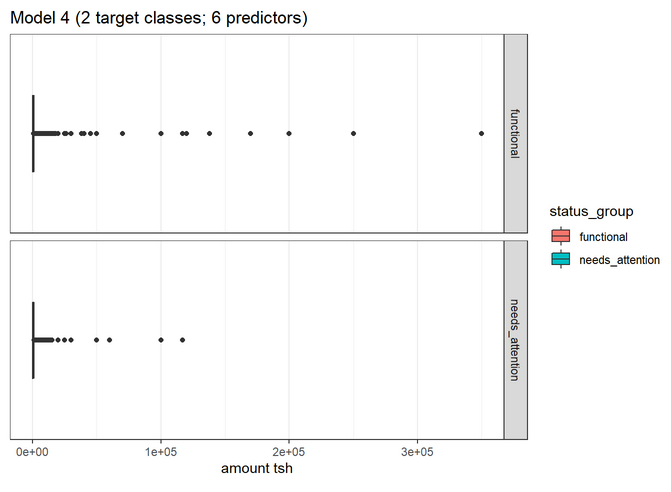 Model 4 (2 target classes; 6 predictors)
functional
needs_attention
status_group
functional
needs_attention
0e+00 1e+05 2e+05 3e+05
amount tsh